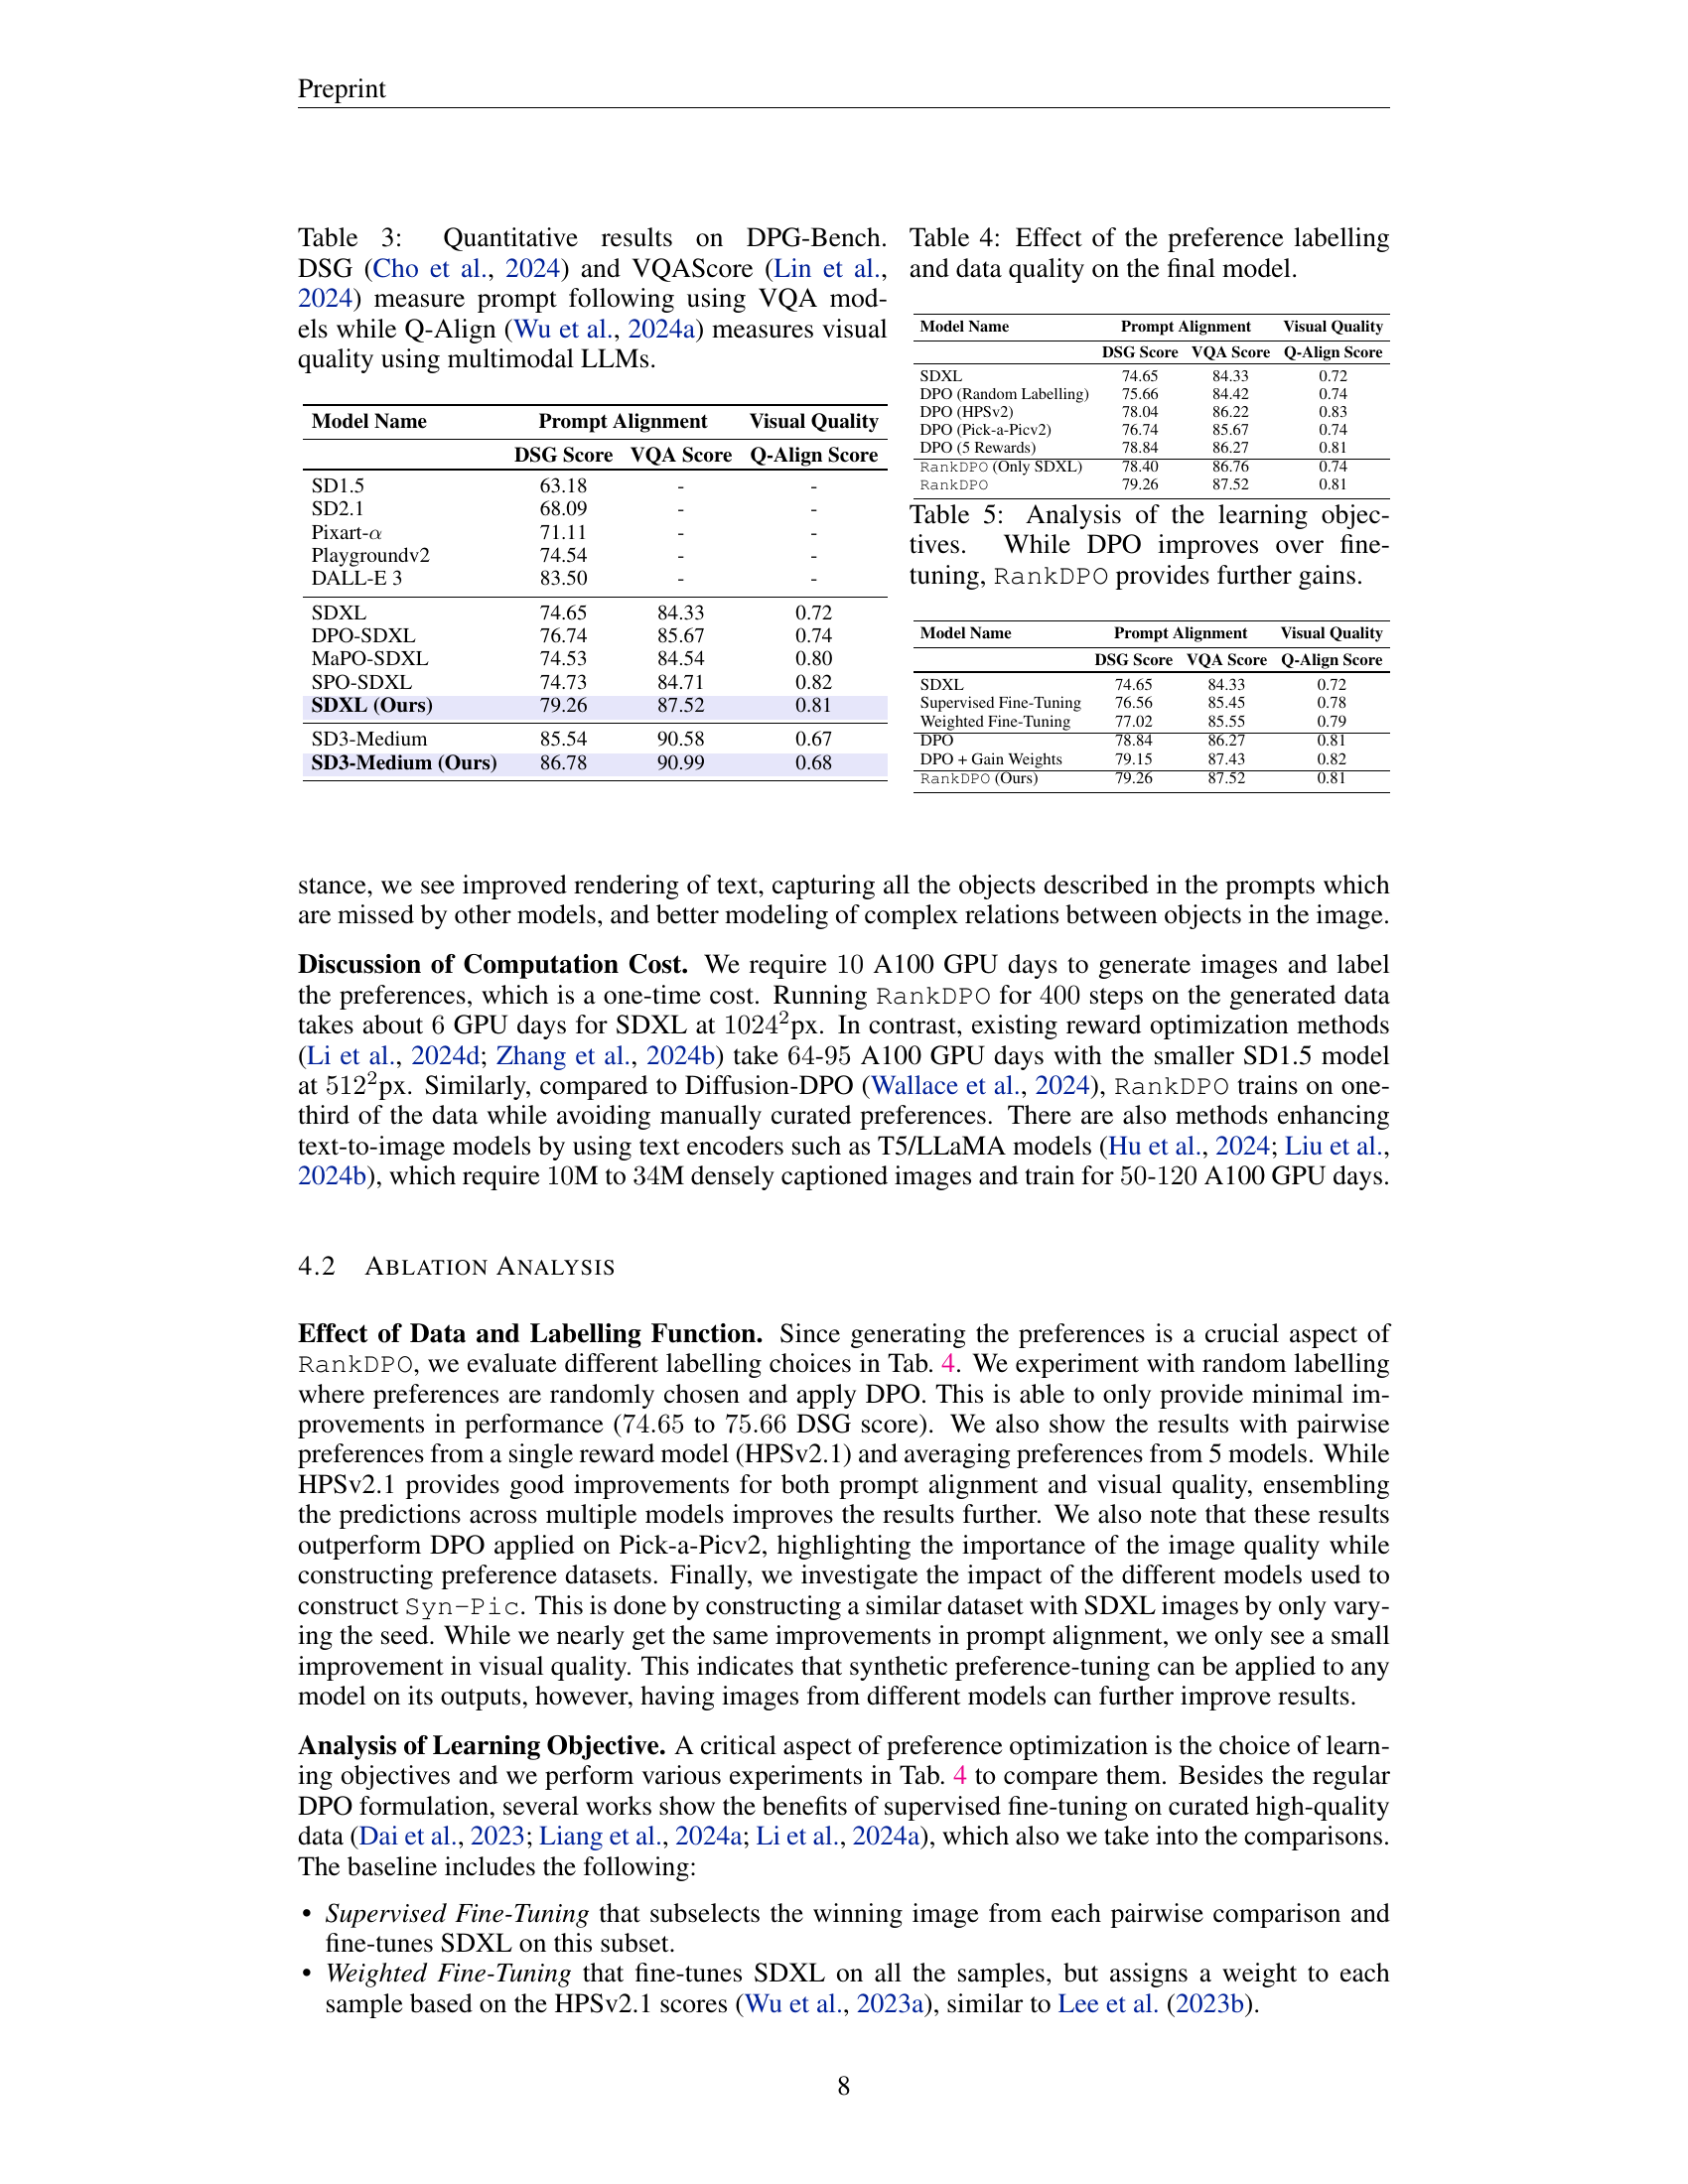 Preprint
Table 3: Quantitative results on DPG-Bench.
DSG (Cho et al., 2024) and VQAScore (Lin et al.,
2024) measure prompt following using VQA mod-
els while Q-Align (Wu et al., 2024a) measures visual
quality using multimodal LLMs.
Model Name Prompt Alignment Visual Quality
DSG Score VQA Score Q-Align Score
SD1.5 63.18 - -
SD2.1 68.09 - -
Pixart-α 71.11 - -
Playgroundv2 74.54 - -
DALL-E 3 83.50 - -
SDXL 74.65 84.33 0.72
DPO-SDXL 76.74 85.67 0.74
MaPO-SDXL 74.53 84.54 0.80
SPO-SDXL 74.73 84.71 0.82
SDXL (Ours) 79.26 87.52 0.81
SD3-Medium 85.54 90.58 0.67
SD3-Medium (Ours) 86.78 90.99 0.68
Table 4: Effect of the preference labelling
and data quality on the final model.
Model Name Prompt Alignment Visual Quality
DSG Score VQA Score Q-Align Score
SDXL 74.65 84.33 0.72
DPO (Random Labelling) 75.66 84.42 0.74
DPO (HPSv2) 78.04 86.22 0.83
DPO (Pick-a-Picv2) 76.74 85.67 0.74
DPO (5 Rewards) 78.84 86.27 0.81
RankDPO (Only SDXL) 78.40 86.76 0.74
RankDPO 79.26 87.52 0.81
Table 5: Analysis of the learning objec-
tives. While DPO improves over fine-
tuning, RankDPO provides further gains.
Model Name Prompt Alignment Visual Quality
DSG Score VQA Score Q-Align Score
SDXL 74.65 84.33 0.72
Supervised Fine-Tuning 76.56 85.45 0.78
Weighted Fine-Tuning 77.02 85.55 0.79
DPO 78.84 86.27 0.81
DPO + Gain Weights 79.15 87.43 0.82
RankDPO (Ours) 79.26 87.52 0.81
stance, we see improved rendering of text, capturing all the objects described in the prompts which
are missed by other models, and better modeling of complex relations between objects in the image.
Discussion of Computation Cost. We require 10 A100 GPU days to generate images and label
the preferences, which is a one-time cost. Running RankDPO for 400 steps on the generated data
takes about 6 GPU days for SDXL at 1024²px. In contrast, existing reward optimization methods
(Li et al., 2024d; Zhang et al., 2024b) take 64-95 A100 GPU days with the smaller SD1.5 model
at 512²px. Similarly, compared to Diffusion-DPO (Wallace et al., 2024), RankDPO trains on one-
third of the data while avoiding manually curated preferences. There are also methods enhancing
text-to-image models by using text encoders such as T5/LLaMA models (Hu et al., 2024; Liu et al.,
2024b), which require 10M to 34M densely captioned images and train for 50-120 A100 GPU days.
4.2 ABLATION ANALYSIS
Effect of Data and Labelling Function. Since generating the preferences is a crucial aspect of
RankDPO, we evaluate different labelling choices in Tab. 4. We experiment with random labelling
where preferences are randomly chosen and apply DPO. This is able to only provide minimal im-
provements in performance (74.65 to 75.66 DSG score). We also show the results with pairwise
preferences from a single reward model (HPSv2.1) and averaging preferences from 5 models. While
HPSv2.1 provides good improvements for both prompt alignment and visual quality, ensembling
the predictions across multiple models improves the results further. We also note that these results
outperform DPO applied on Pick-a-Picv2, highlighting the importance of the image quality while
constructing preference datasets. Finally, we investigate the impact of the different models used to
construct Syn-Pic. This is done by constructing a similar dataset with SDXL images by only vary-
ing the seed. While we nearly get the same improvements in prompt alignment, we only see a small
improvement in visual quality. This indicates that synthetic preference-tuning can be applied to any
model on its outputs, however, having images from different models can further improve results.
Analysis of Learning Objective. A critical aspect of preference optimization is the choice of learn-
ing objectives and we perform various experiments in Tab. 4 to compare them. Besides the regular
DPO formulation, several works show the benefits of supervised fine-tuning on curated high-quality
data (Dai et al., 2023; Liang et al., 2024a; Li et al., 2024a), which also we take into the comparisons.
The baseline includes the following:
• Supervised Fine-Tuning that subselects the winning image from each pairwise comparison and
fine-tunes SDXL on this subset.
• Weighted Fine-Tuning that fine-tunes SDXL on all the samples, but assigns a weight to each
sample based on the HPSv2.1 scores (Wu et al., 2023a), similar to Lee et al. (2023b).
8